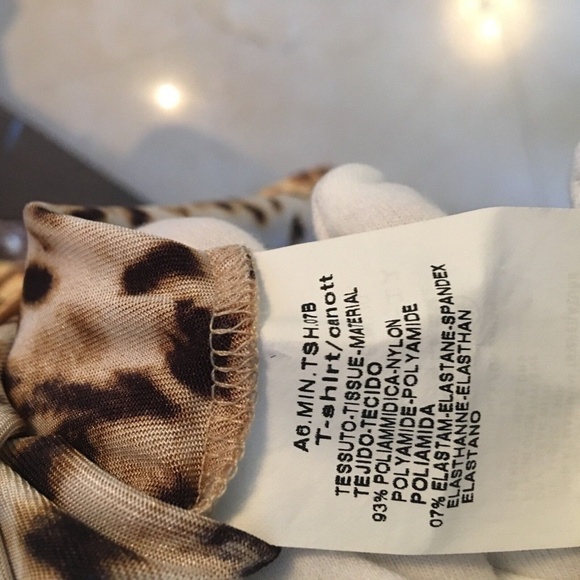 A6.MIN.TSH.07B
T-shirt/canott
TESSUTO-TISSUE-MATERIAL
TEJIDO-TECIDO
93% POLIAMMIDICA-NYLON
POLYAMIDE-POLYAMIDE
POLIAMIDA
07% ELASTAM-ELASTANE-SPANDEX
ELASTHANNE-ELASTHAN
ELASTANO